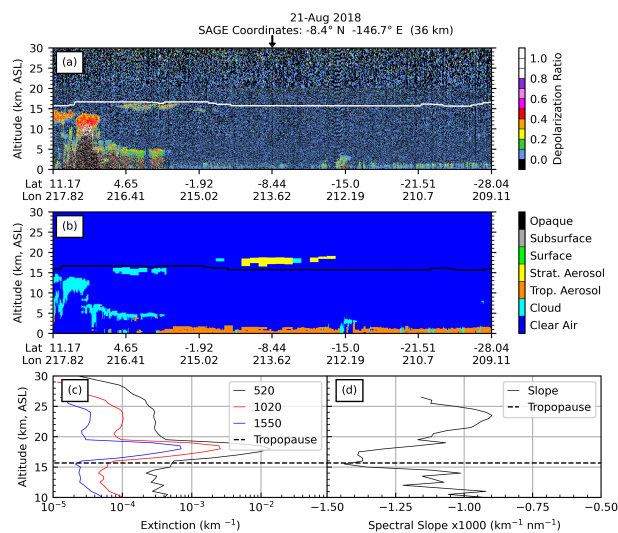 21-Aug 2018
SAGE Coordinates: -8.4° N -146.7° E (36 km)
(a)
Altitude (km, ASL)
30
25
20
15
10
5
0
Lat 11.17 4.65 -1.92 -8.44 -15.0 -21.51 -28.04
Lon 217.82 216.41 215.02 213.62 212.19 210.7 209.11
1.0
0.8
0.6
0.4
0.2
0.0
Depolarization Ratio
(b)
Altitude (km, ASL)
30
25
20
15
10
5
0
Lat 11.17 4.65 -1.92 -8.44 -15.0 -21.51 -28.04
Lon 217.82 216.41 215.02 213.62 212.19 210.7 209.11
Opaque
Subsurface
Surface
Strat. Aerosol
Trop. Aerosol
Cloud
Clear Air
(c)
Altitude (km, ASL)
30
25
20
15
10
520
1020
1550
Tropopause
10⁻⁵ 10⁻⁴ 10⁻³ 10⁻²
Extinction (km ⁻¹)
(d)
Slope
Tropopause
−1.50 −1.25 −1.00 −0.75 −0.50
Spectral Slope x1000 (km⁻¹ nm⁻¹)